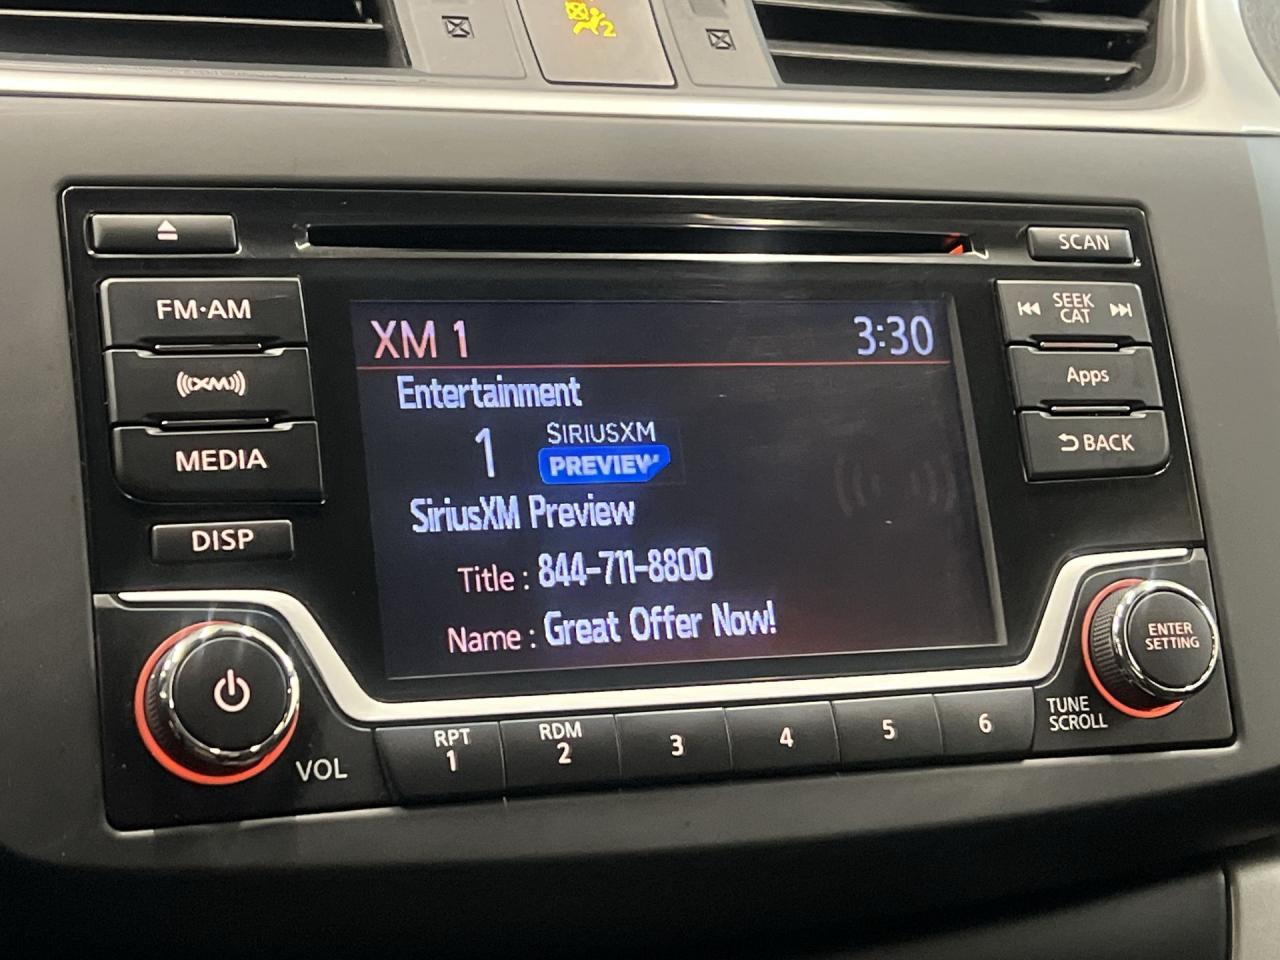 2
SCAN
FM·AM
SEEK
CAT
XM 1
3:30
((XM))
Apps
Entertainment
1
SIRIUSXM
PREVIEW
BACK
MEDIA
SiriusXM Preview
DISP
Title : 844-711-8800
Name : Great Offer Now!
ENTER
SETTING
VOL
TUNE
SCROLL
RPT
1
RDM
2
3
4
5
6